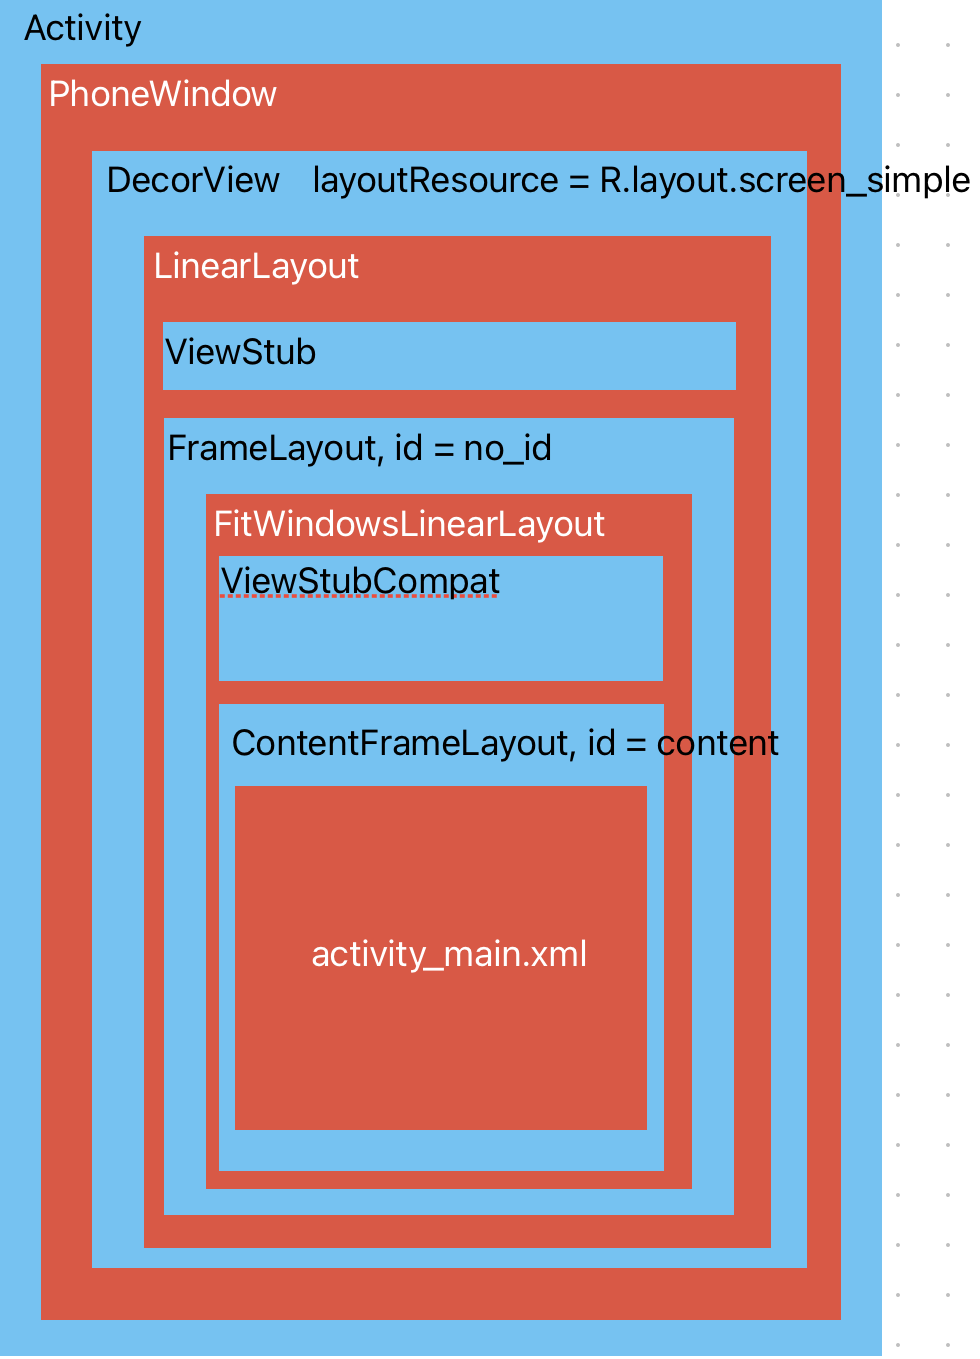 Activity
PhoneWindow
DecorView layoutResource = R.layout.screen_simple
LinearLayout
ViewStub
FrameLayout, id = no_id
FitWindowsLinearLayout
ViewStubCompat
ContentFrameLayout, id = content
activity_main.xml